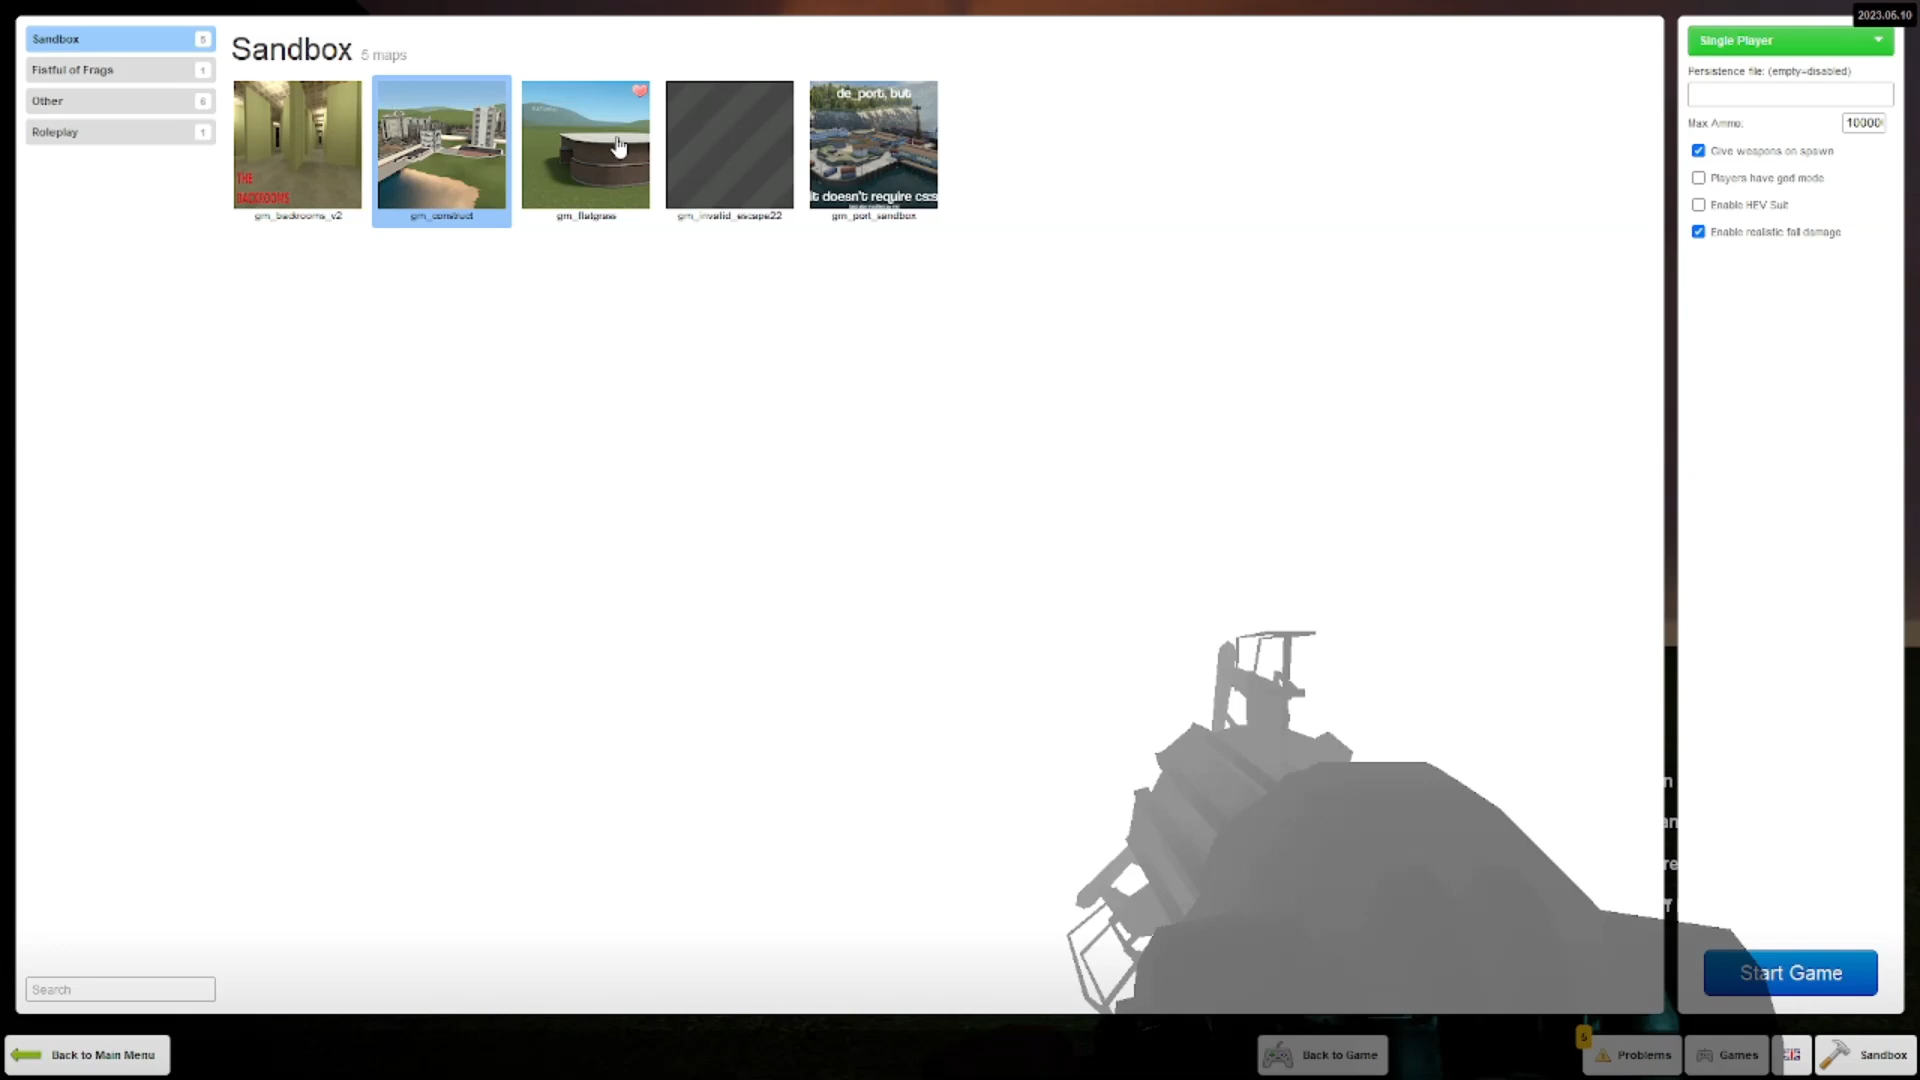 2023.05.10
Sandbox 5
Fistful of Frags 1
Other 6
Roleplay 1
Search
Sandbox 5 maps
THE
BACKROOMS
gm_backrooms_v2
gm_construct
gm_flatgrass
gm_invalid_escape22
de_port, but
it doesn't require css
gm_port_sandbox
Single Player
Persistence file: (empty=disabled)
Max Ammo: 10000
Give weapons on spawn
Players have god mode
Enable HEV Suit
Enable realistic fall damage
Start Game
Back to Main Menu
Back to Game
5
Problems
Games
Sandbox